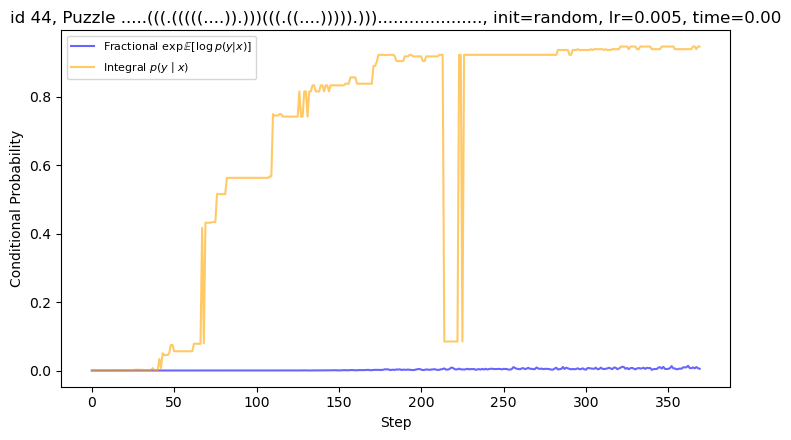 id 44, Puzzle .....(((.(((((....)).)))(((.((....))))).)))....................., init=random, lr=0.005, time=0.00
Fractional exp𝔼[log p(y|x)]
Integral p(y | x)
Conditional Probability
0.8
0.6
0.4
0.2
0.0
0 50 100 150 200 250 300 350
Step